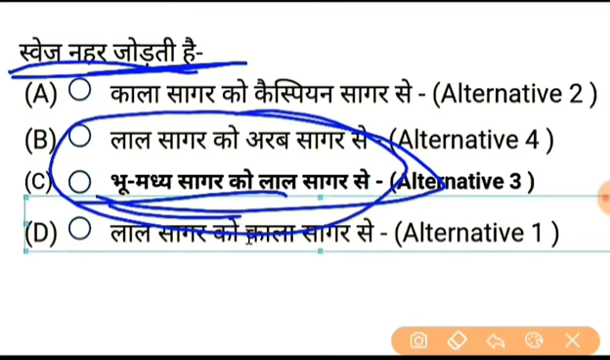 स्वेज नहर जोड़ती है-
(A) काला सागर को कैस्पियन सागर से - (Alternative 2 )
(B) लाल सागर को अरब सागर से - (Alternative 4 )
(C) भू-मध्य सागर को लाल सागर से - (Alternative 3 )
(D) लाल सागर को काला सागर से - (Alternative 1 )